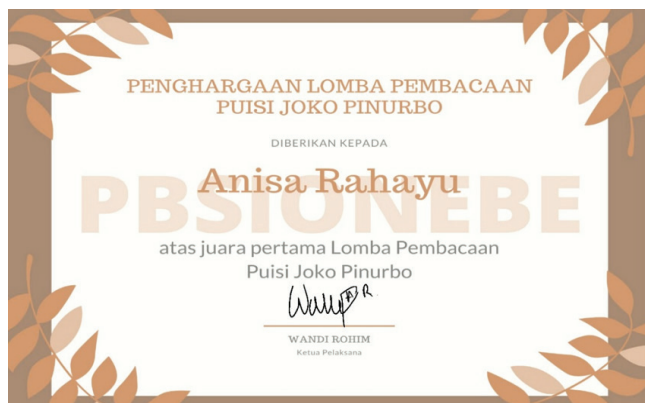 PENGHARGAAN LOMBA PEMBACAAN
PUISI JOKO PINURBO
DIBERIKAN KEPADA
Anisa Rahayu
PBSIONEBE
atas juara pertama Lomba Pembacaan
Puisi Joko Pinurbo
WANDI ROHIM
Ketua Pelaksana